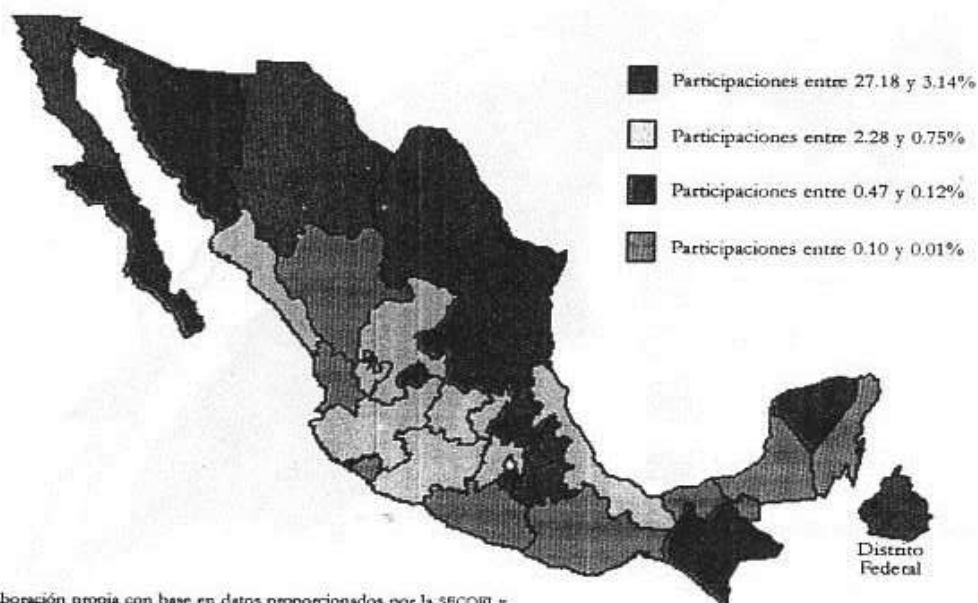 Participaciones entre 27.18 y 3.14%
Participaciones entre 2.28 y 0.75%
Participaciones entre 0.47 y 0.12%
Participaciones entre 0.10 y 0.01%
Distrito
Federal
boración propia con base en datos proporcionados por la SECOFI y